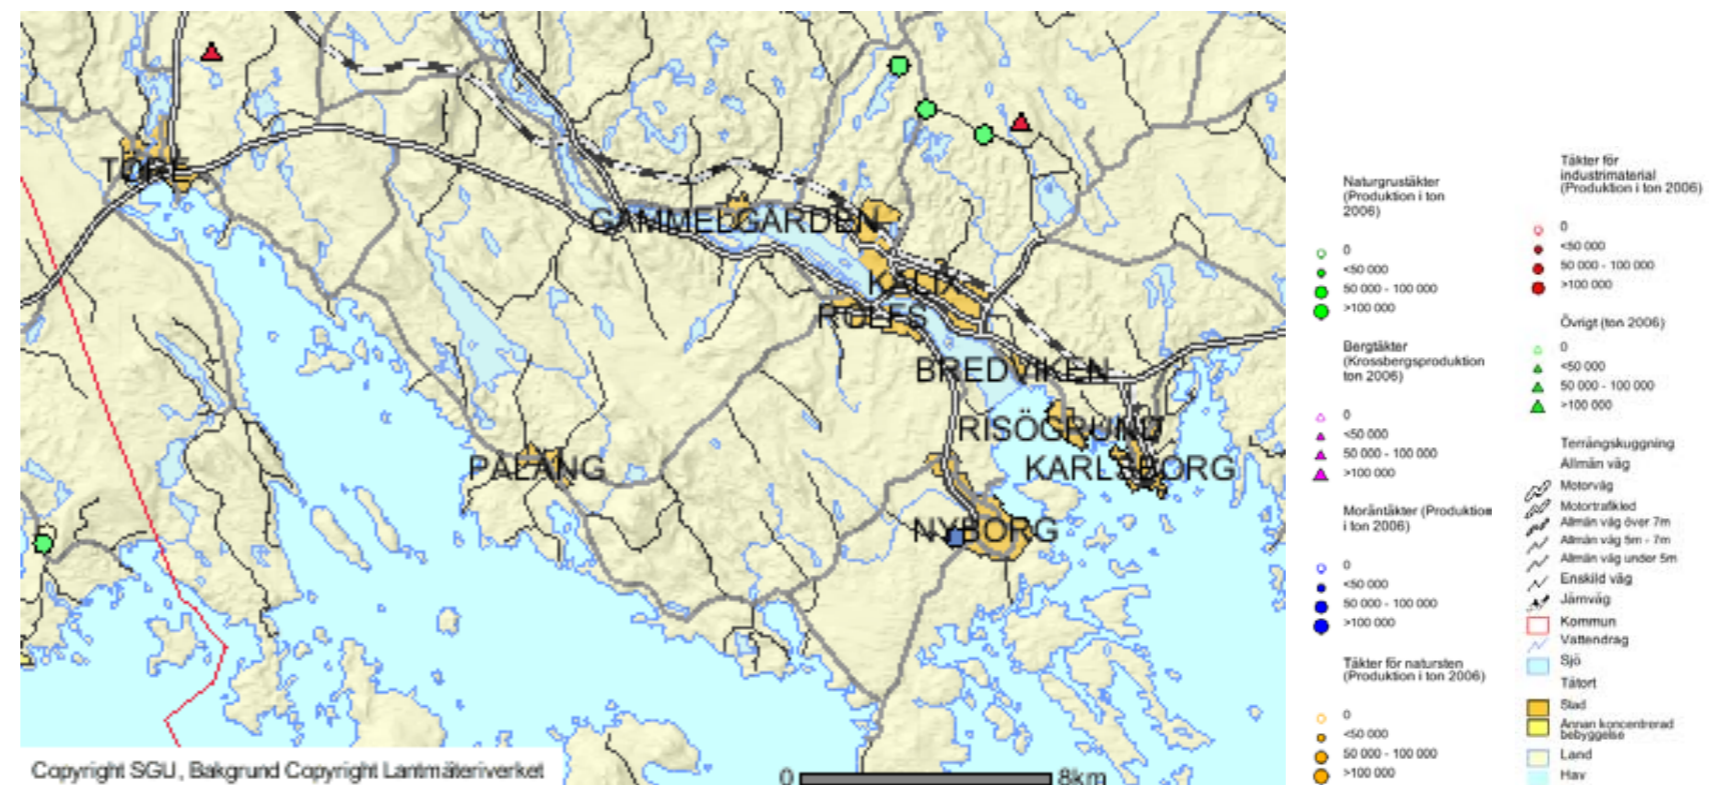 TÖRE
GAMMELGÅRDEN
KALIX
ROLFS
BREDVIKEN
RISÖGRUND
PÅLÄNG
KARLSBORG
NYBORG
Copyright SGU, Bakgrund Copyright Lantmäteriverket
0 8km
Naturgrustäkter
(Produktion i ton
2006)
0
<50 000
50 000 - 100 000
>100 000
Bergtäkter
(Krossbergsproduktion
ton 2006)
0
<50 000
50 000 - 100 000
>100 000
Moräntäkter (Produktion
i ton 2006)
0
<50 000
50 000 - 100 000
>100 000
Täkter för natursten
(Produktion i ton 2006)
0
<50 000
50 000 - 100 000
>100 000
Täkter för
industrimaterial
(Produktion i ton 2006)
0
<50 000
50 000 - 100 000
>100 000
Övrigt (ton 2006)
0
<50 000
50 000 - 100 000
>100 000
Terrängskuggning
Allmän väg
Motorväg
Motortrafikled
Allmän väg över 7m
Allmän väg 5m - 7m
Allmän väg under 5m
Enskild väg
Järnväg
Kommun
Vattendrag
Sjö
Tätort
Stad
Annan koncentrerad
bebyggelse
Land
Hav